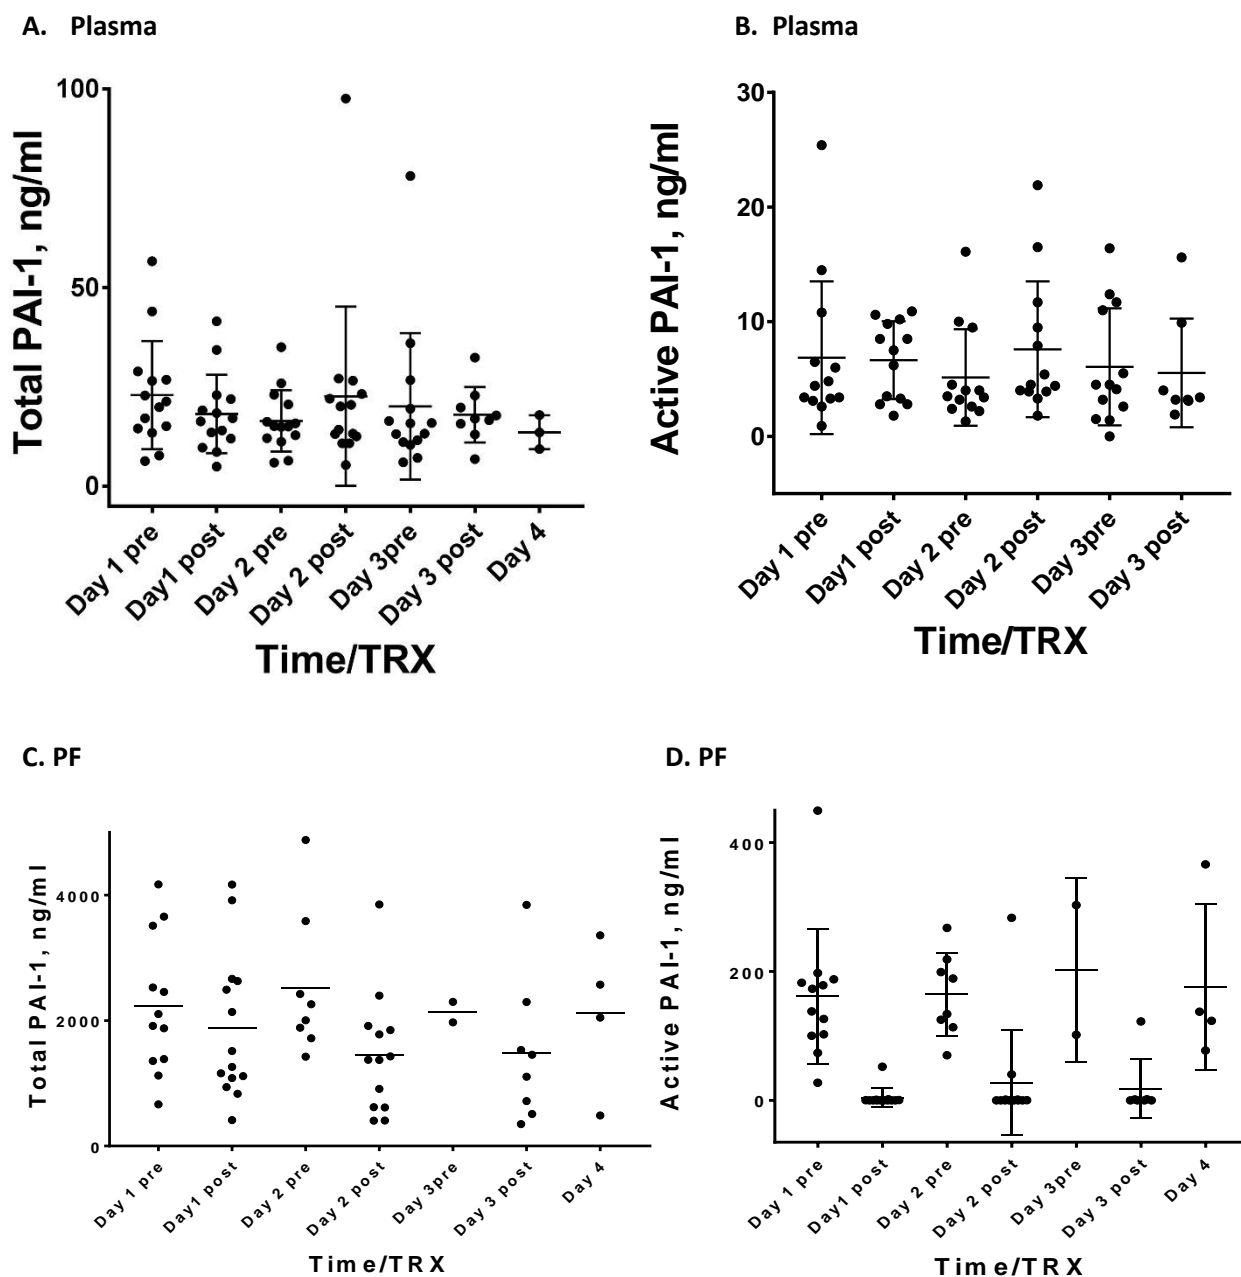 A. Plasma
B. Plasma
Total PAI-1, ng/ml
100
50
0
Day 1 pre
Day1 post
Day 2 pre
Day 2 post
Day 3pre
Day 3 post
Day 4
Time/TRX
Active PAI-1, ng/ml
30
20
10
0
Day 1 pre
Day1 post
Day 2 pre
Day 2 post
Day 3pre
Day 3 post
Time/TRX
C. PF
D. PF
Total PAI-1, ng/ml
4000
2000
0
Day 1 pre
Day1 post
Day 2 pre
Day 2 post
Day 3pre
Day 3 post
Day 4
Time/TRX
Active PAI-1, ng/ml
400
200
0
Day 1 pre
Day1 post
Day 2 pre
Day 2 post
Day 3pre
Day 3 post
Day 4
Time/TRX